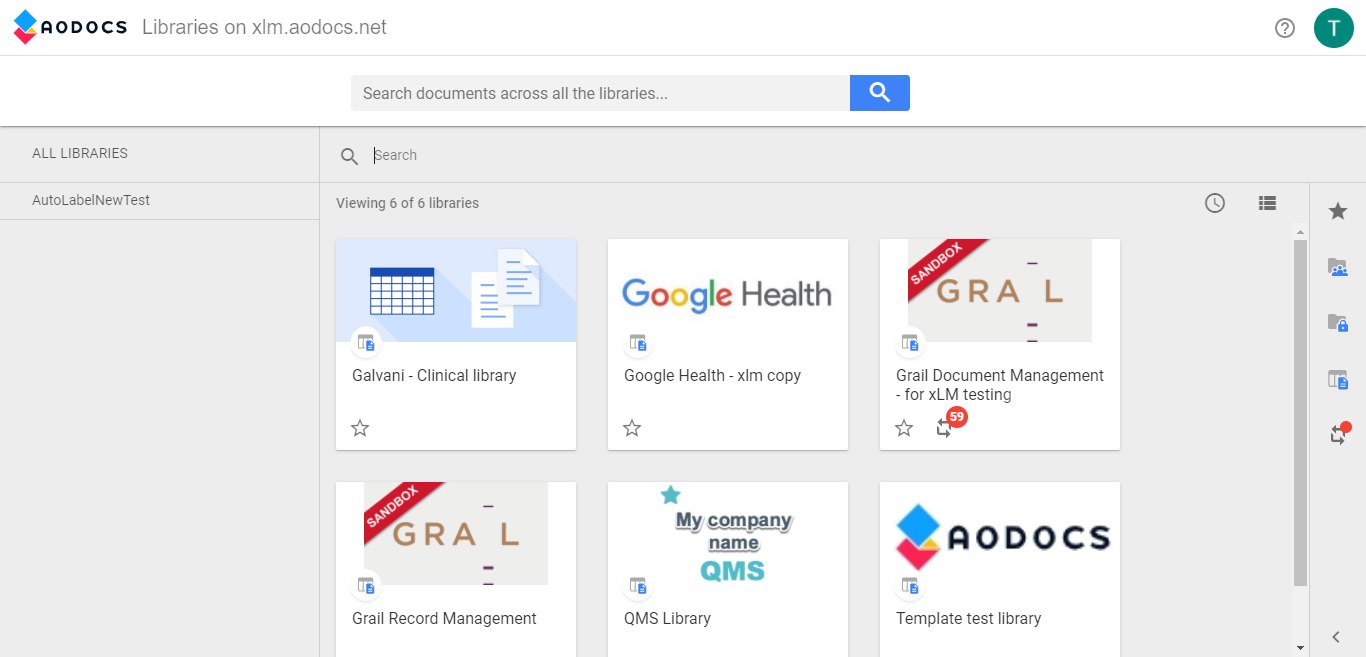 AODOCS Libraries on xlm.aodocs.net
T
Search documents across all the libraries...
ALL LIBRARIES
Search
AutoLabelNewTest
Viewing 6 of 6 libraries
Galvani - Clinical library
Google Health
Google Health - xlm copy
SANDBOX
GRA L
Grail Document Management
- for xLM testing
59
SANDBOX
GRA L
Grail Record Management
My company
name
QMS
QMS Library
AODOCS
Template test library